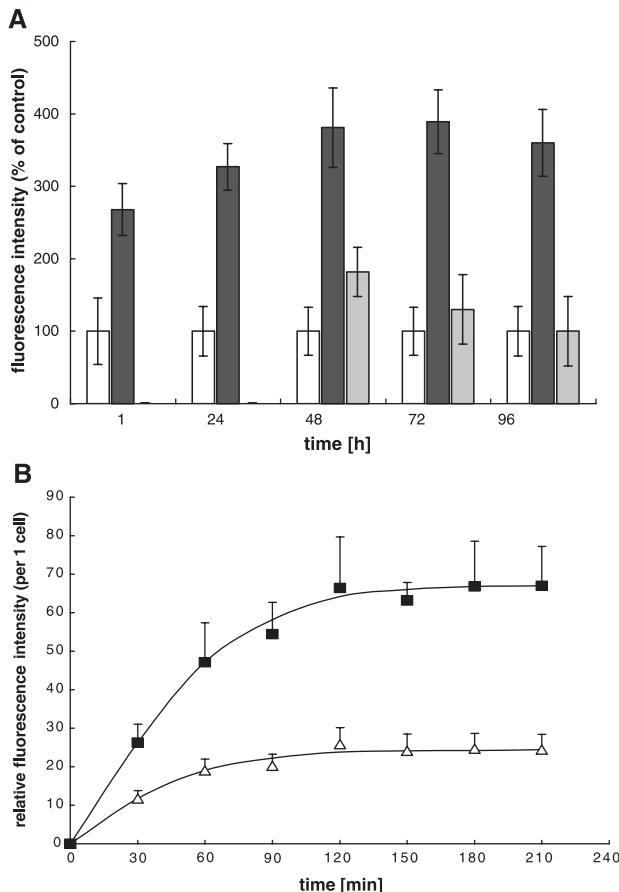 A
500
400
300
200
100
0
fluorescence intensity (% of control)
1 24 48 72 96
time [h]
B
90
80
70
60
50
40
30
20
10
0
relative fluorescence intensity (per 1 cell)
0 30 60 90 120 150 180 210 240
time [min]